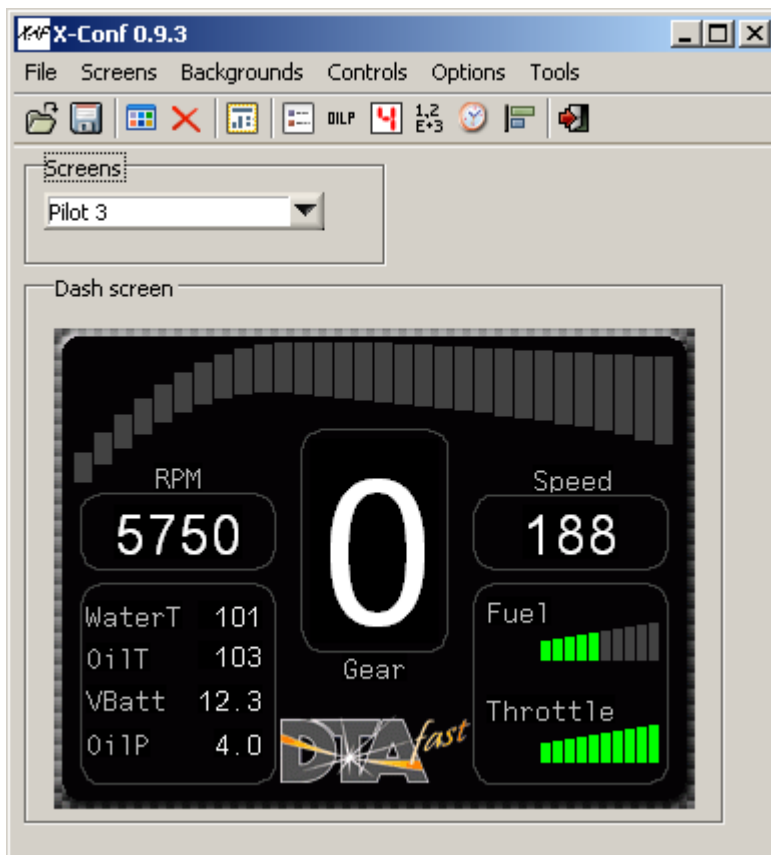 XAF X-Conf 0.9.3
File Screens Backgrounds Controls Options Tools
OILP 4 1,2 E+3
Screens
Pilot 3
Dash screen
RPM
5750
0
Gear
Speed
188
WaterT 101
OilT 103
VBatt 12.3
OilP 4.0
Fuel
Throttle
DTA fast